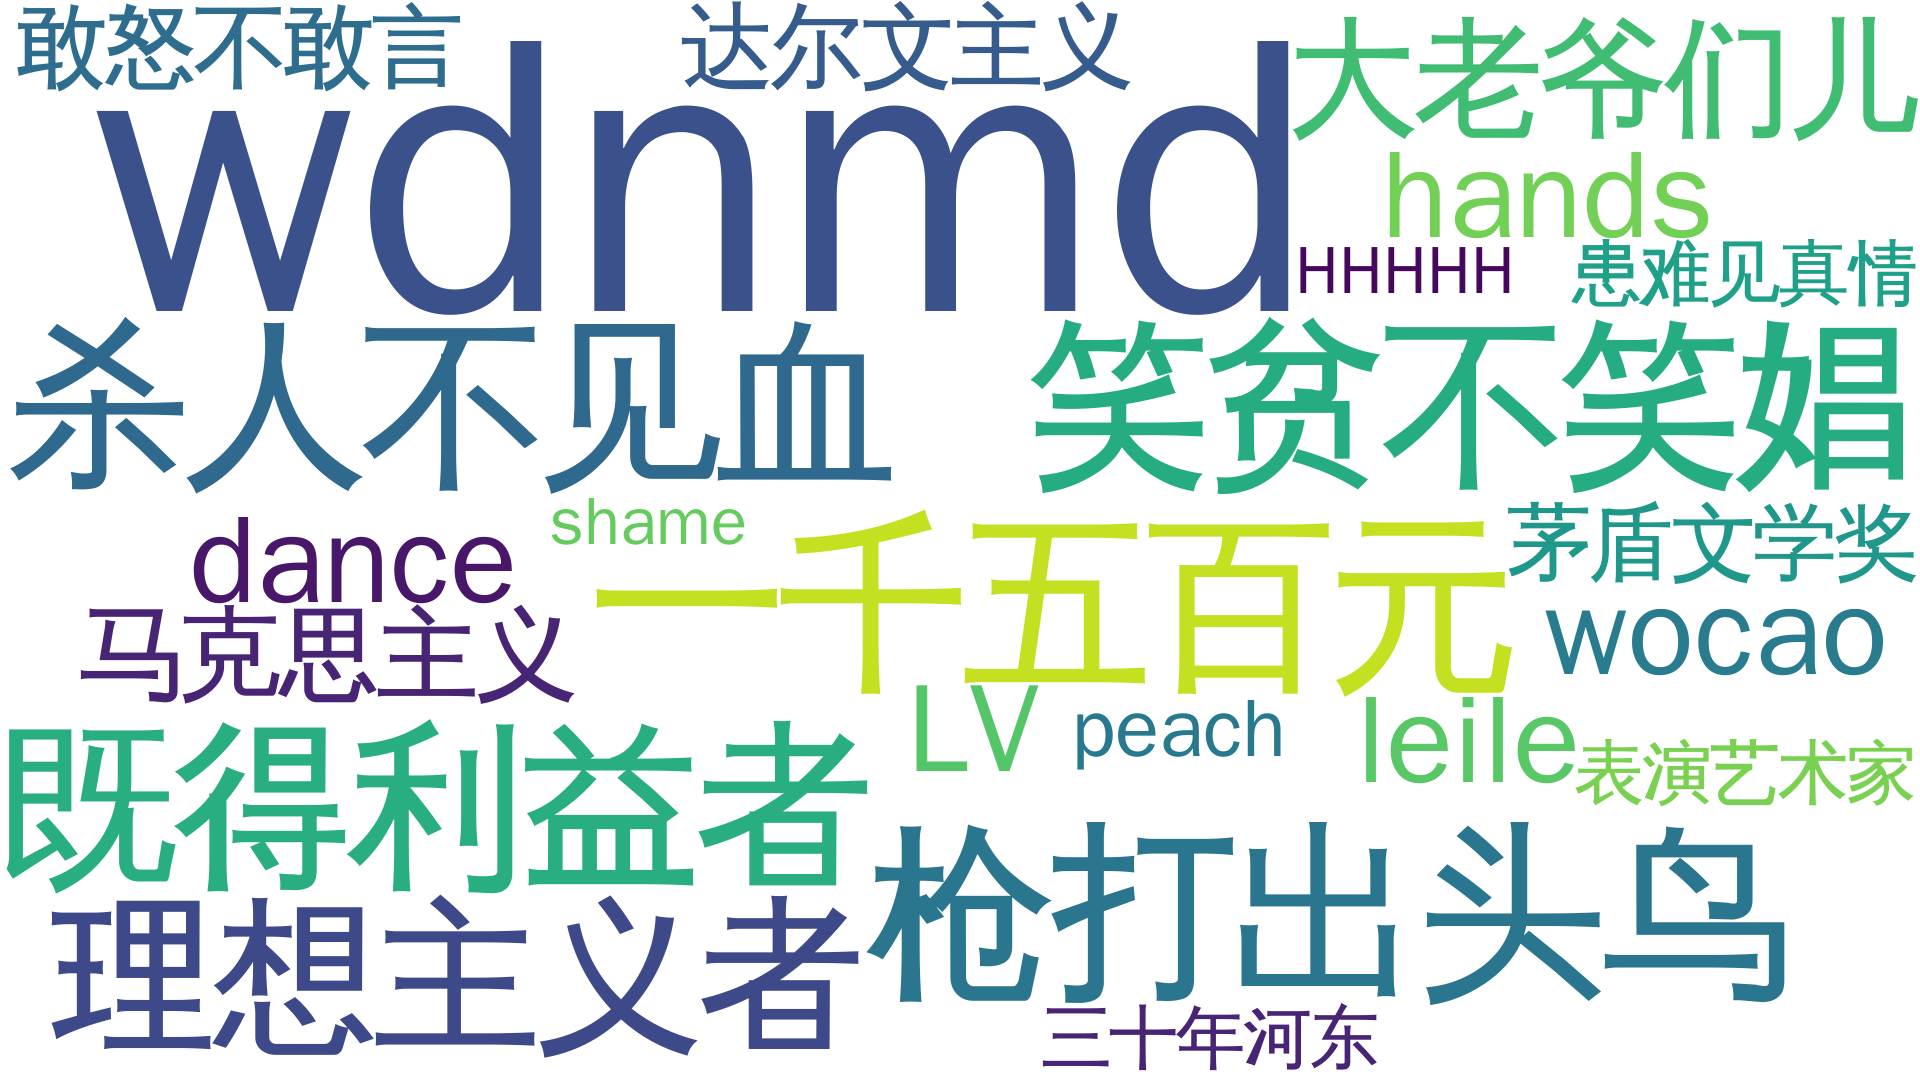 敢怒不敢言
达尔文主义
大老爷们儿
wdnmd
hands
HHHHH
患难见真情
杀人不见血
笑贫不笑娼
dance
shame
一千五百元
茅盾文学奖
马克思主义
wocao
LV
peach
leile
表演艺术家
既得利益者
枪打出头鸟
理想主义者
三十年河东